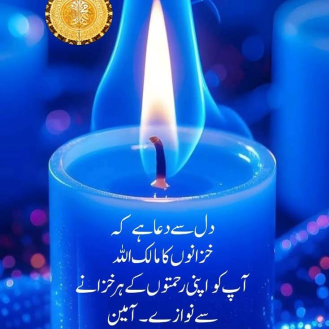 دل سے دعا ہے کہ
خزانوں کا مالک اللہ
آپ کو اپنی رحمتوں کے ہر خزانے
سے نوازے۔ آمین